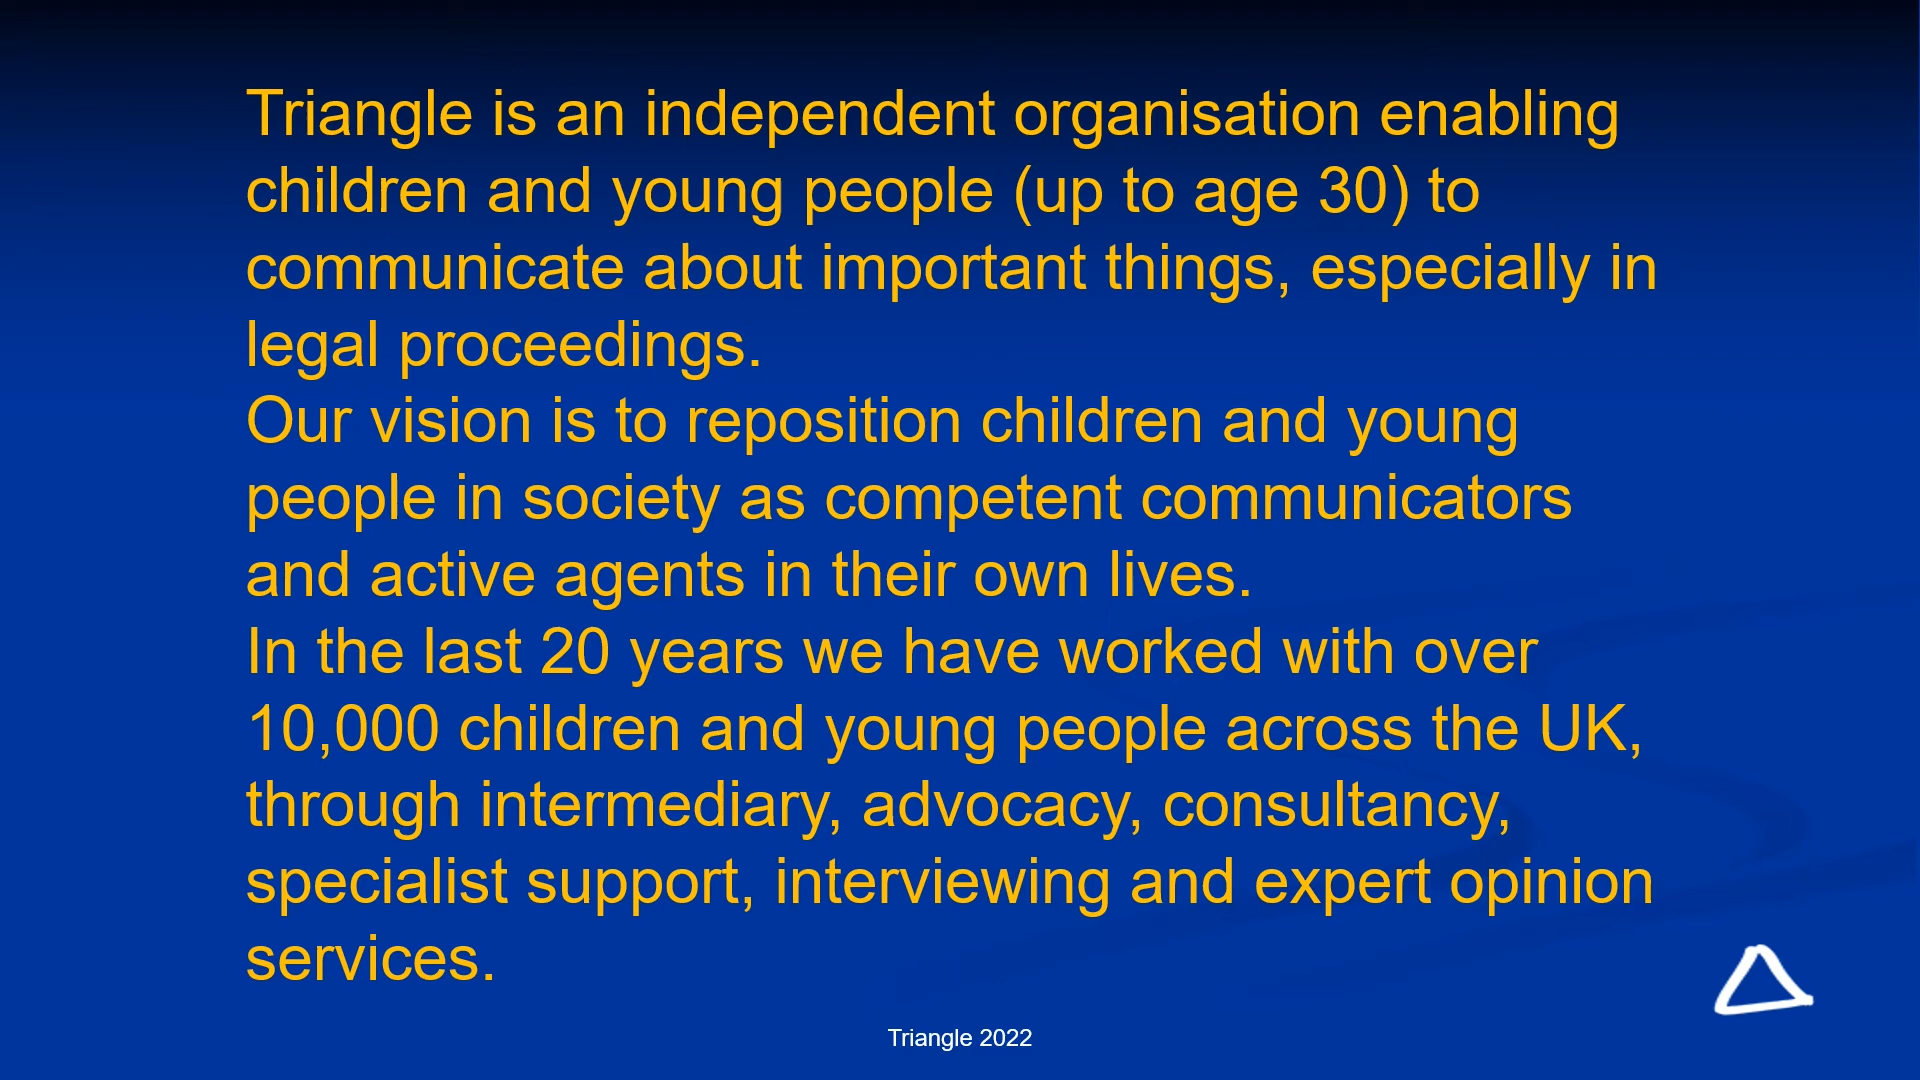 Triangle is an independent organisation enabling
children and young people (up to age 30) to
communicate about important things, especially in
legal proceedings.
Our vision is to reposition children and young
people in society as competent communicators
and active agents in their own lives.
In the last 20 years we have worked with over
10,000 children and young people across the UK,
through intermediary, advocacy, consultancy,
specialist support, interviewing and expert opinion
services.
Triangle 2022